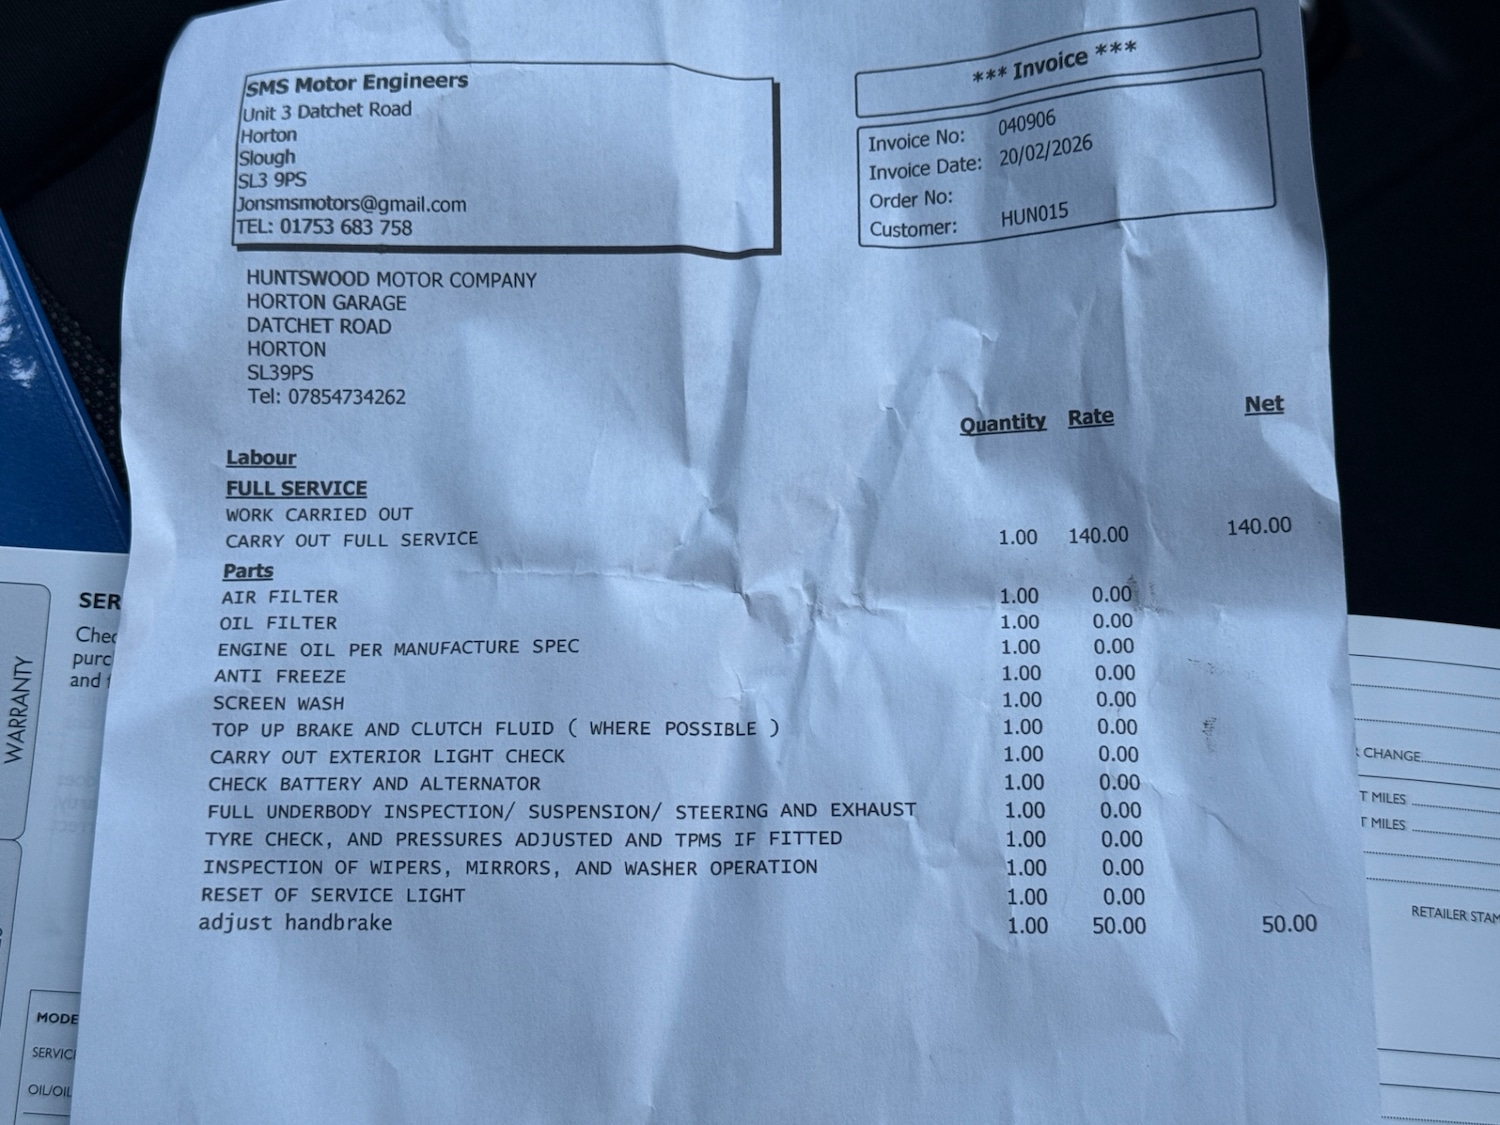 SMS Motor Engineers
Unit 3 Datchet Road
Horton
Slough
SL3 9PS
Jonsmsmotors@gmail.com
TEL: 01753 683 758
*** Invoice ***
Invoice No: 040906
Invoice Date: 20/02/2026
Order No:
Customer: HUN015
HUNTSWOOD MOTOR COMPANY
HORTON GARAGE
DATCHET ROAD
HORTON
SL39PS
Tel: 07854734262
Quantity Rate Net
Labour
FULL SERVICE
WORK CARRIED OUT
CARRY OUT FULL SERVICE 1.00 140.00 140.00
Parts
AIR FILTER 1.00 0.00
OIL FILTER 1.00 0.00
ENGINE OIL PER MANUFACTURE SPEC 1.00 0.00
ANTI FREEZE 1.00 0.00
SCREEN WASH 1.00 0.00
TOP UP BRAKE AND CLUTCH FLUID ( WHERE POSSIBLE ) 1.00 0.00
CARRY OUT EXTERIOR LIGHT CHECK 1.00 0.00
CHECK BATTERY AND ALTERNATOR 1.00 0.00
FULL UNDERBODY INSPECTION/ SUSPENSION/ STEERING AND EXHAUST 1.00 0.00
TYRE CHECK, AND PRESSURES ADJUSTED AND TPMS IF FITTED 1.00 0.00
INSPECTION OF WIPERS, MIRRORS, AND WASHER OPERATION 1.00 0.00
RESET OF SERVICE LIGHT 1.00 0.00
adjust handbrake 1.00 50.00 50.00
WARRANTY
SER
Chec
purc
and
MODE
SERVIC
OIL/OIL
CHANGE
T MILES
T MILES
RETAILER STAM